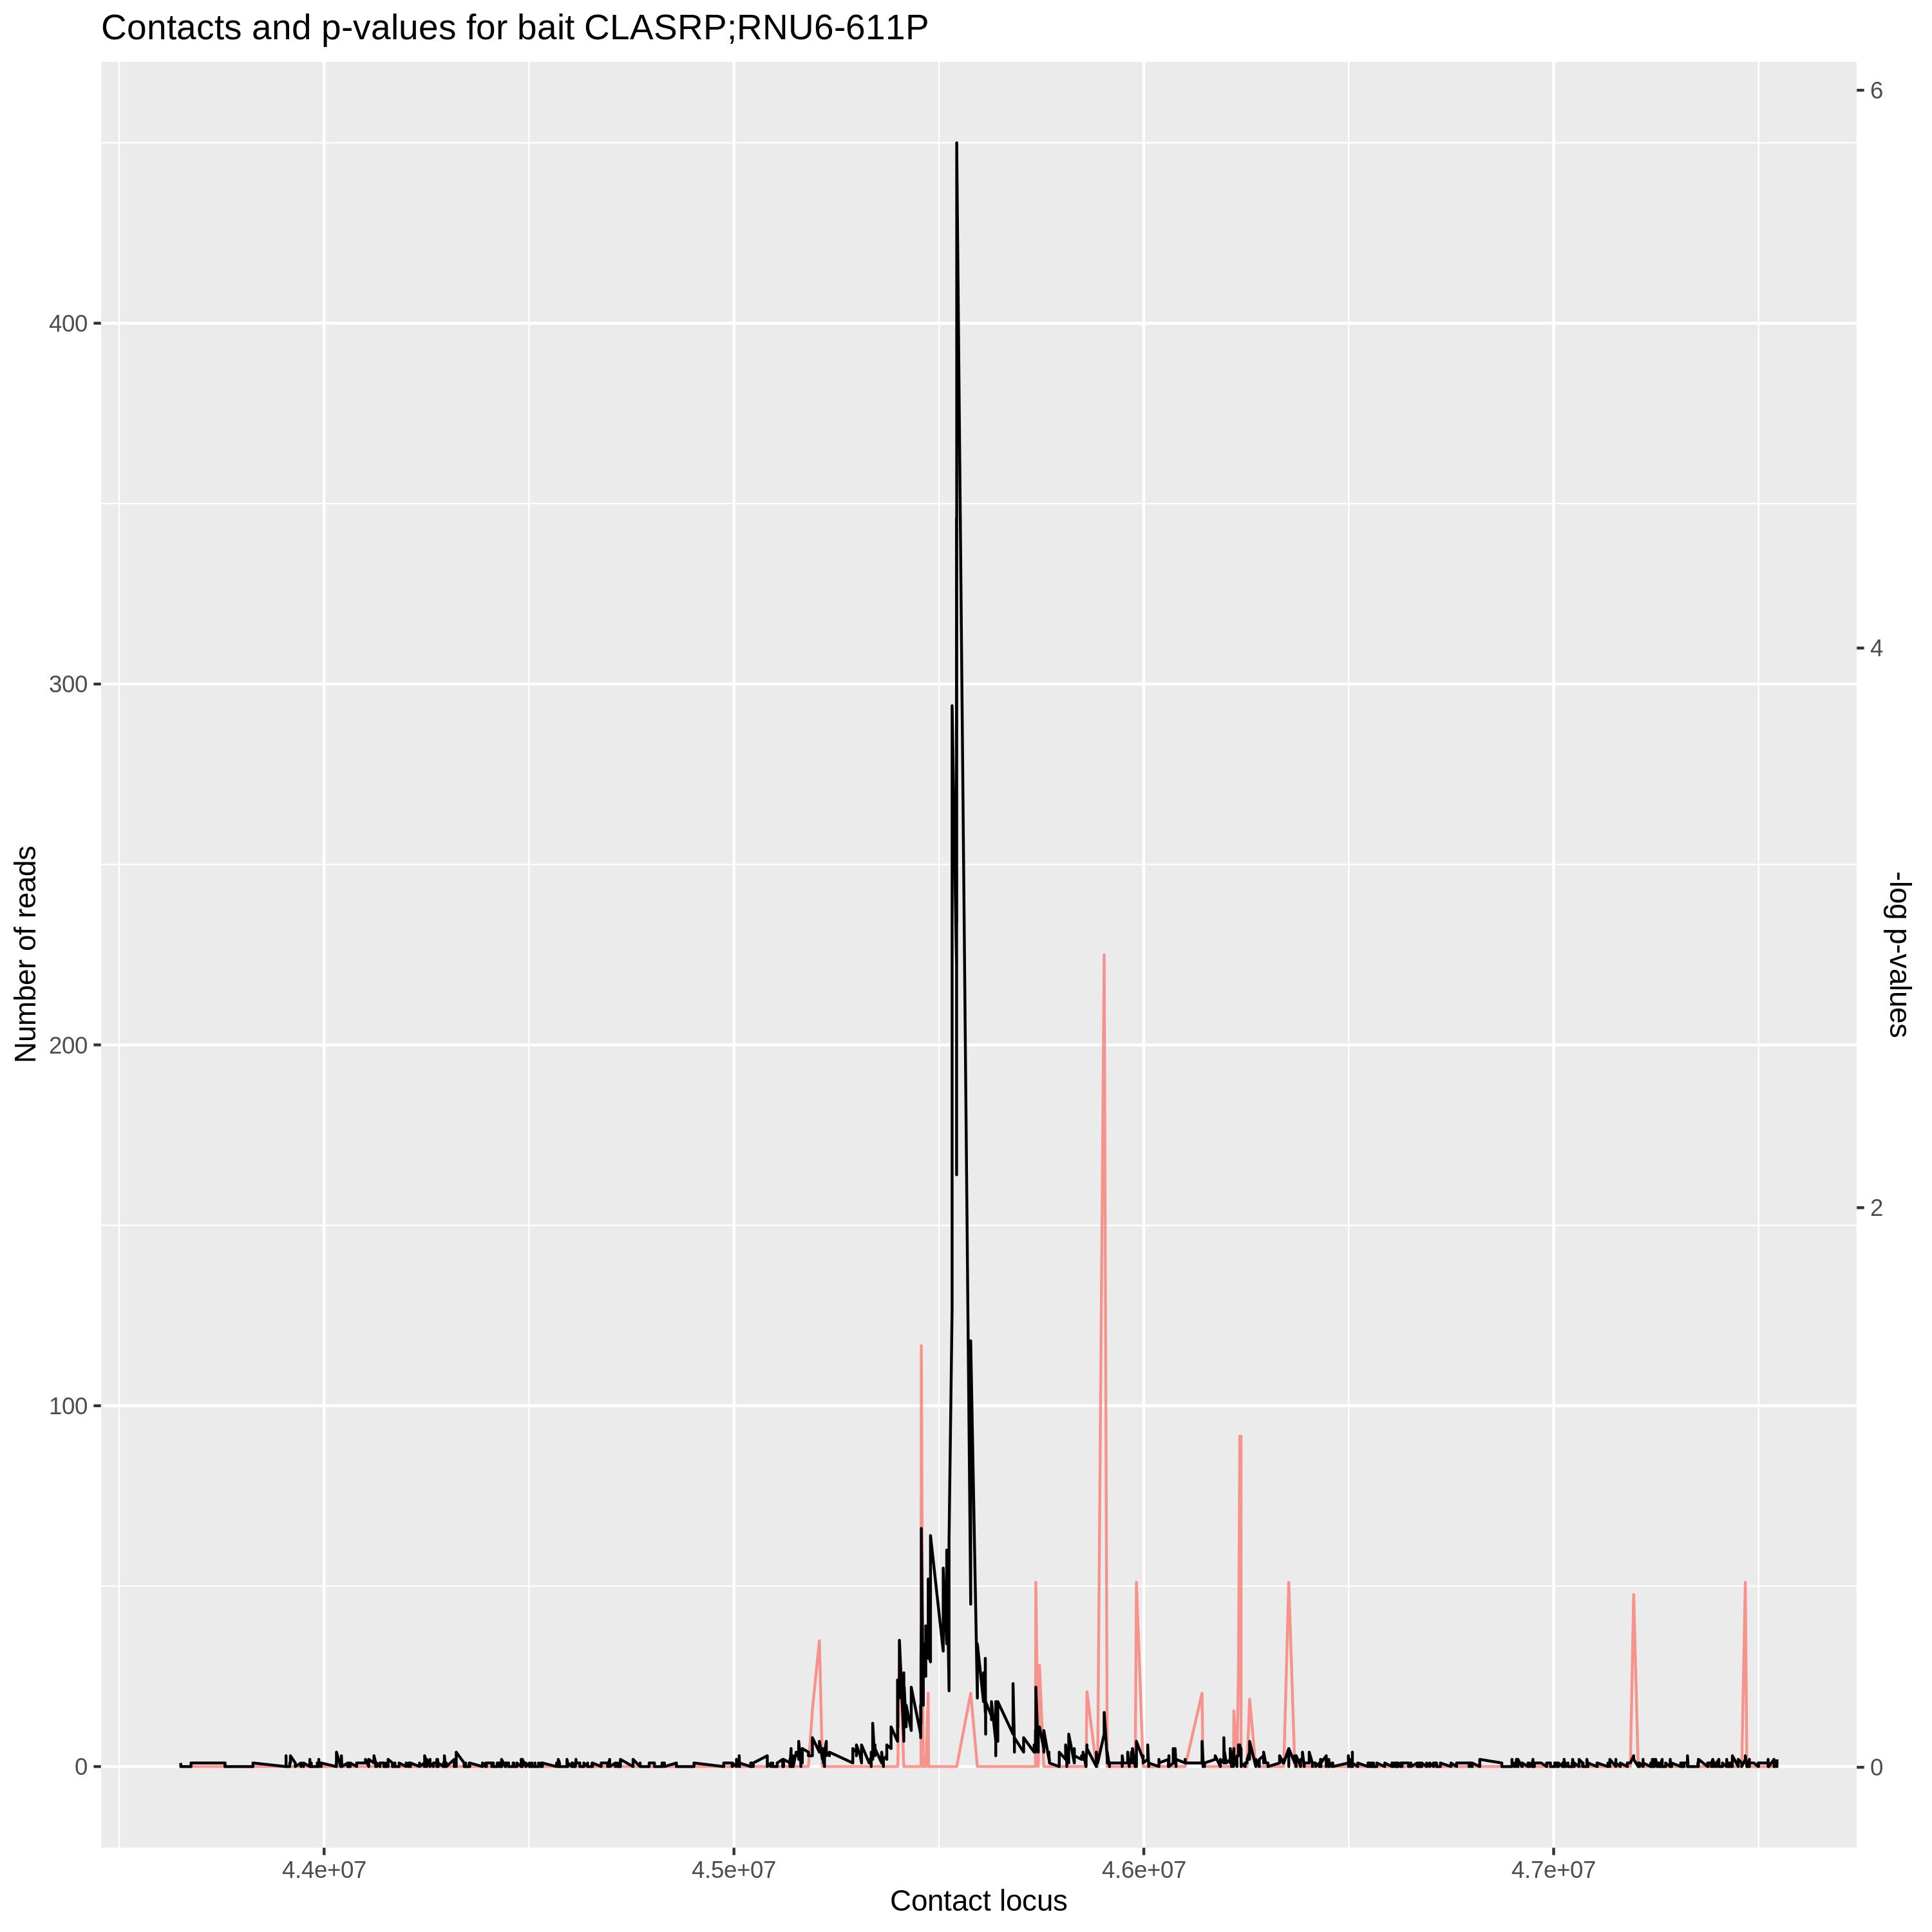 Contacts and p-values for bait CLASRP;RNU6-611P
6
400
4
300
Number of reads
-log p-values
200
2
100
0
0
4.4e+07
4.5e+07
4.6e+07
4.7e+07
Contact locus